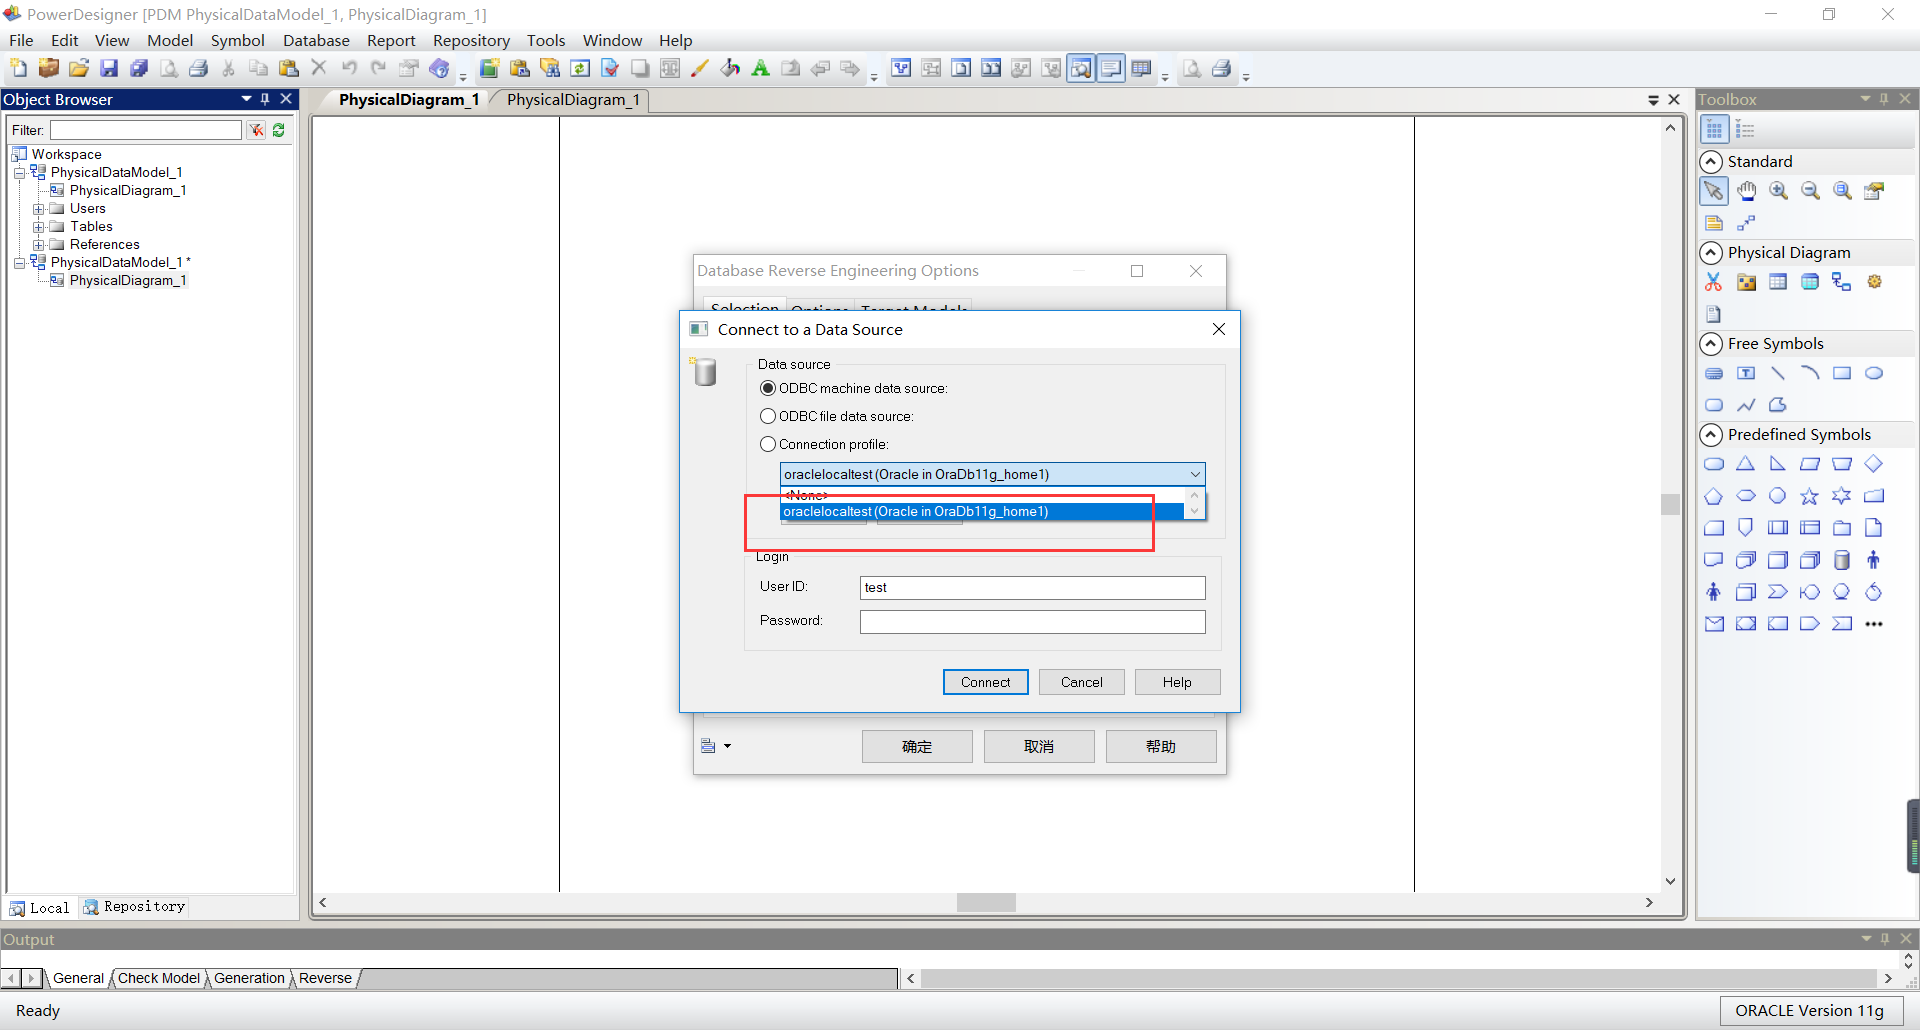 PowerDesigner [PDM PhysicalDataModel_1, PhysicalDiagram_1]
File Edit View Model Symbol Database Report Repository Tools Window Help
Object Browser
Filter:
Workspace
PhysicalDataModel_1
PhysicalDiagram_1
Users
Tables
References
PhysicalDataModel_1 *
PhysicalDiagram_1
Local Repository
PhysicalDiagram_1 PhysicalDiagram_1
Database Reverse Engineering Options
Selection Options Target Models
Connect to a Data Source
Data source
ODBC machine data source:
ODBC file data source:
Connection profile:
oraclelocaltest (Oracle in OraDb11g_home1)
<None>
oraclelocaltest (Oracle in OraDb11g_home1)
Login
User ID: test
Password:
Connect Cancel Help
确定 取消 帮助
Toolbox
Standard
Physical Diagram
Free Symbols
Predefined Symbols
Output
General Check Model Generation Reverse
Ready
ORACLE Version 11g